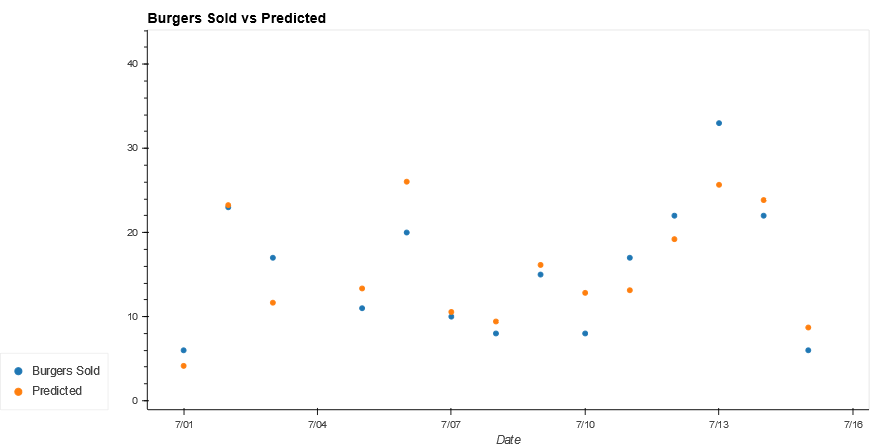 Burgers Sold vs Predicted
40
30
20
10
0
Burgers Sold
Predicted
7/01 7/04 7/07 7/10 7/13 7/16
Date